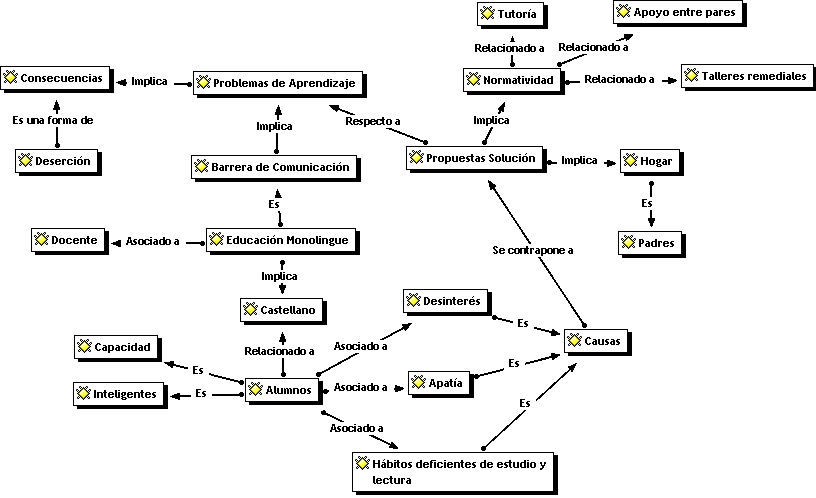 Tutoría
Apoyo entre pares
Relacionado a
Relacionado a
Consecuencias
Implica
Problemas de Aprendizaje
Normatividad
Relacionado a
Talleres remediales
Es una forma de
Implica
Respecto a
Implica
Deserción
Barrera de Comunicación
Propuestas Solución
Implica
Hogar
Es
Es
Docente
Asociado a
Educación Monolingue
Padres
Se contrapone a
Implica
Castellano
Desinterés
Es
Capacidad
Relacionado a
Asociado a
Causas
Es
Es
Inteligentes
Es
Alumnos
Asociado a
Apatía
Es
Asociado a
Hábitos deficientes de estudio y
lectura